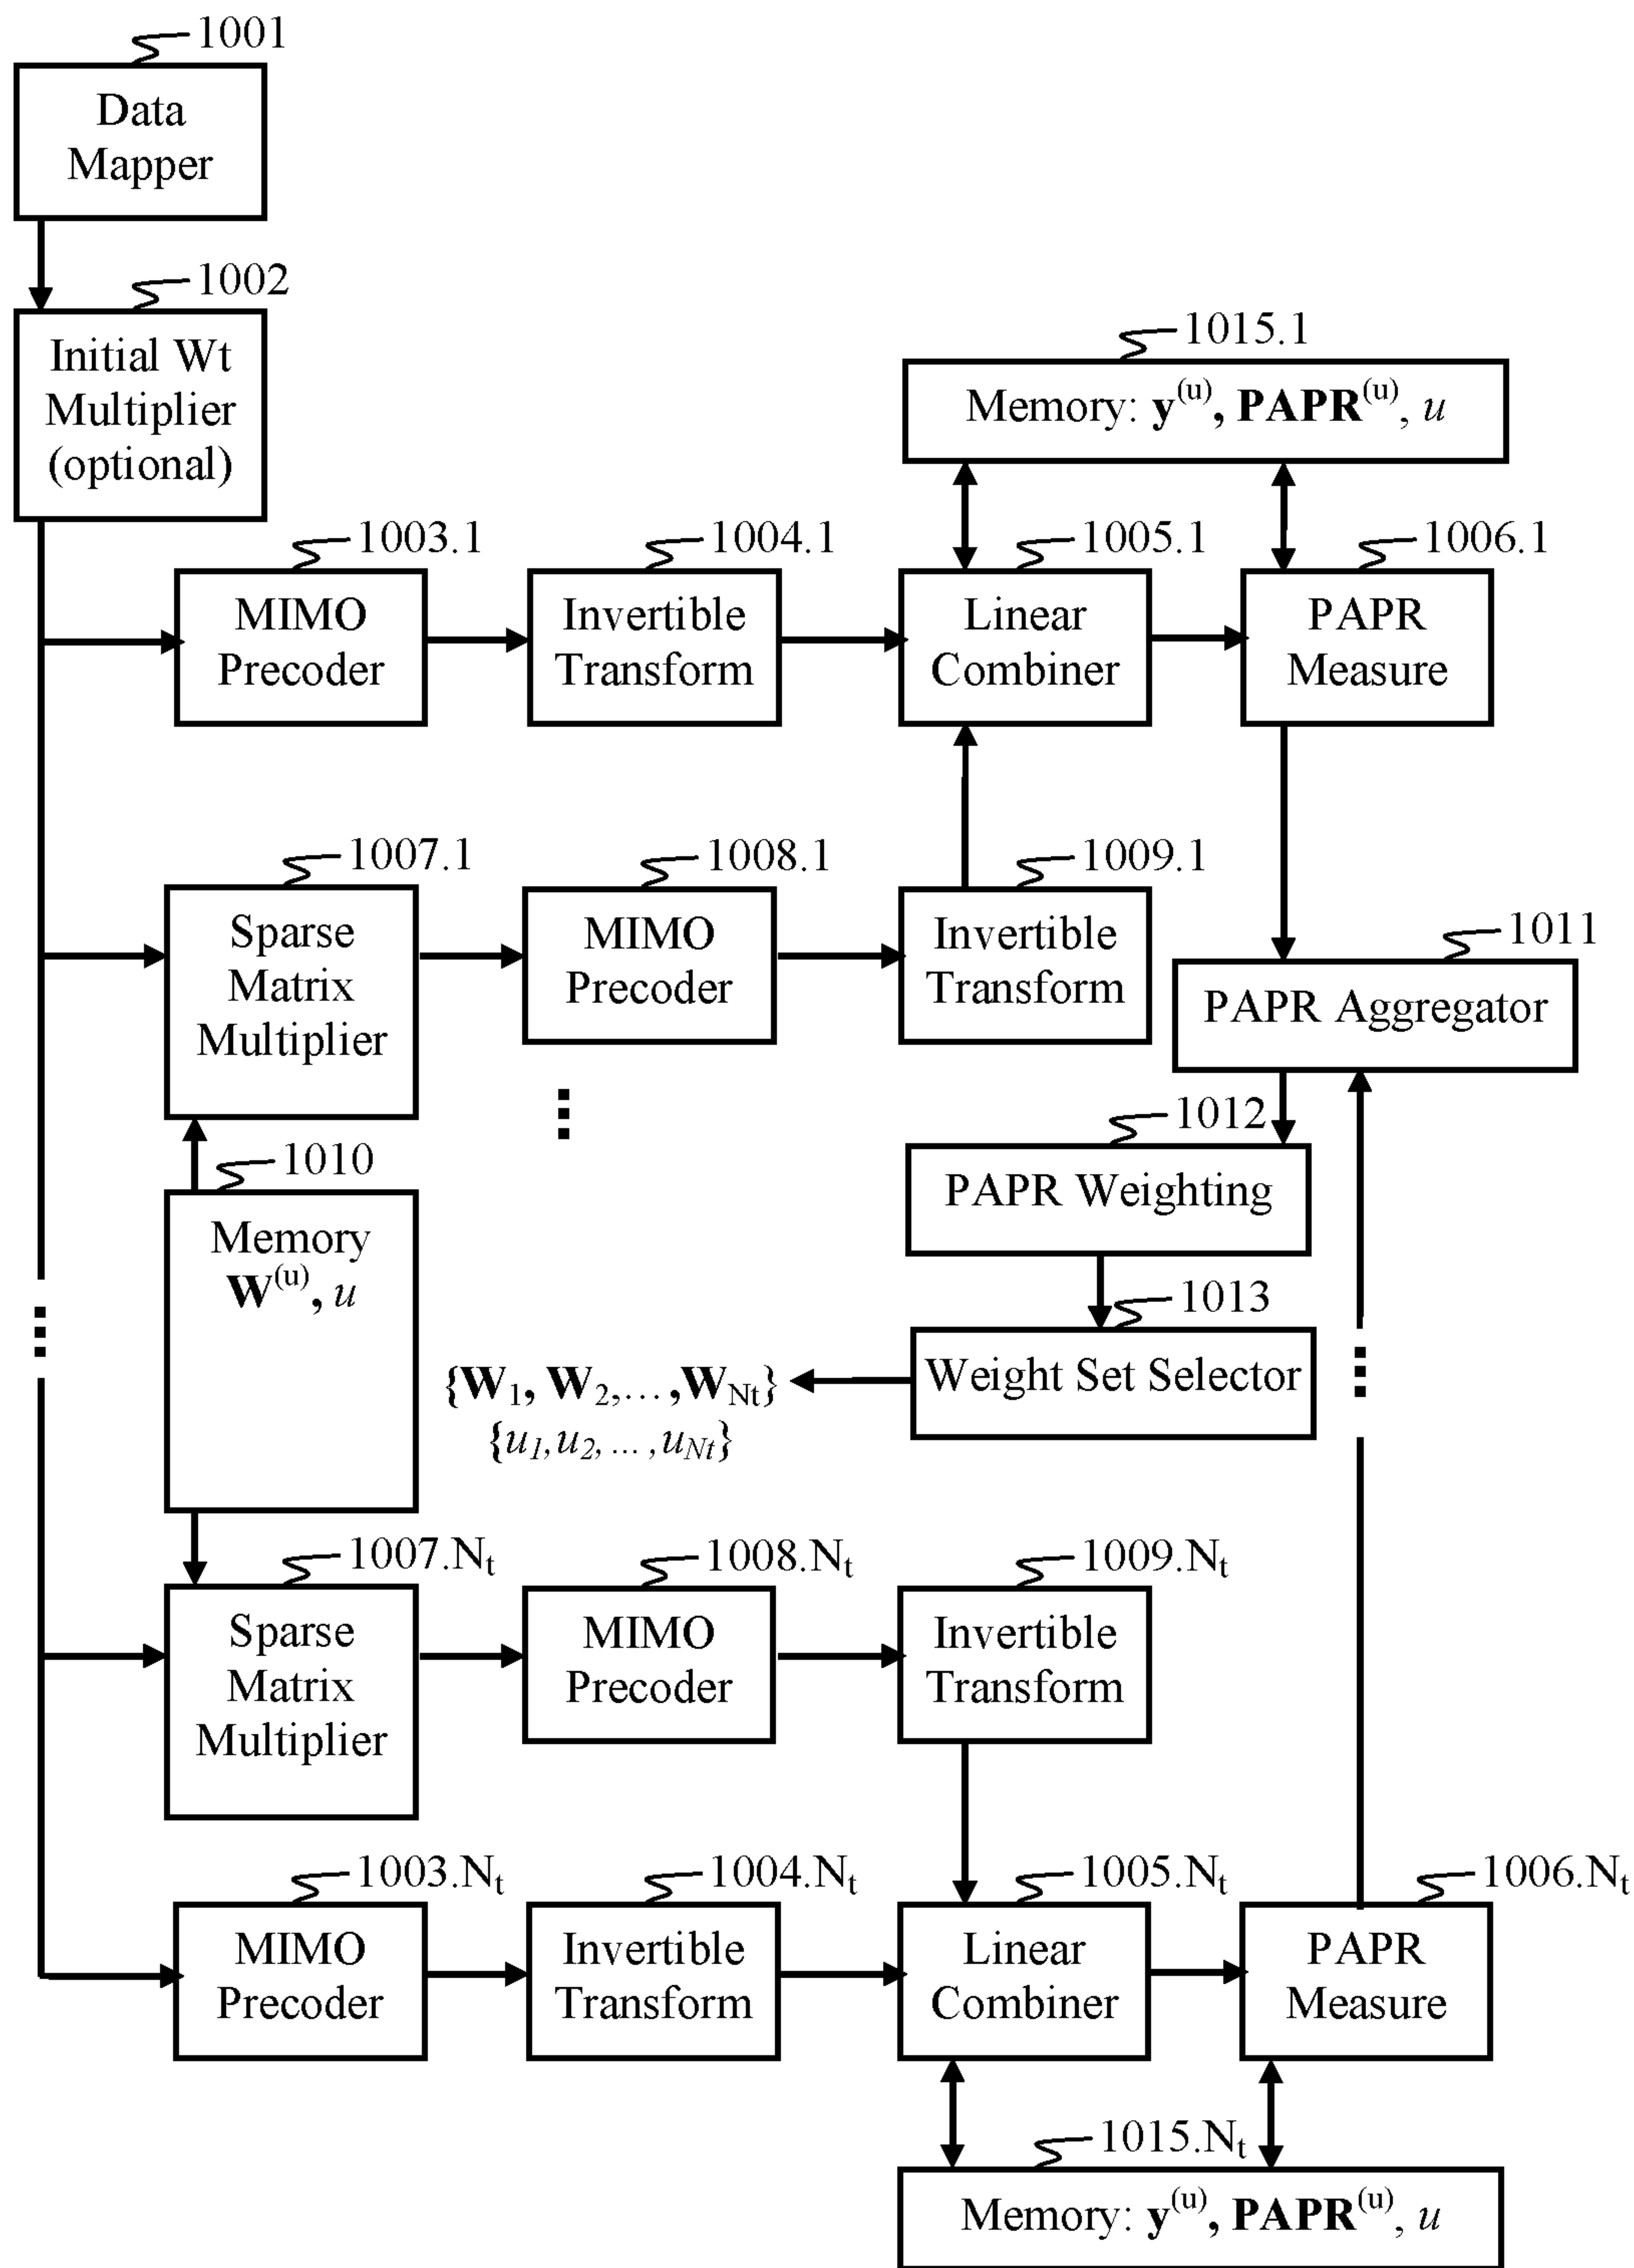 1001
Data
Mapper
1002
Initial Wt
Multiplier
(optional)
1015.1
Memory: y(u), PAPR(u), u
1003.1
MIMO
Precoder
1004.1
Invertible
Transform
1005.1
Linear
Combiner
1006.1
PAPR
Measure
1007.1
Sparse
Matrix
Multiplier
1008.1
MIMO
Precoder
1009.1
Invertible
Transform
1011
PAPR Aggregator
1010
Memory
W(u), u
1012
PAPR Weighting
1013
Weight Set Selector
{W1, W2,...,WNt}
{u1,u2, ... ,uNt}
1007.Nt
Sparse
Matrix
Multiplier
1008.Nt
MIMO
Precoder
1009.Nt
Invertible
Transform
1003.Nt
MIMO
Precoder
1004.Nt
Invertible
Transform
1005.Nt
Linear
Combiner
1006.Nt
PAPR
Measure
1015.Nt
Memory: y(u), PAPR(u), u